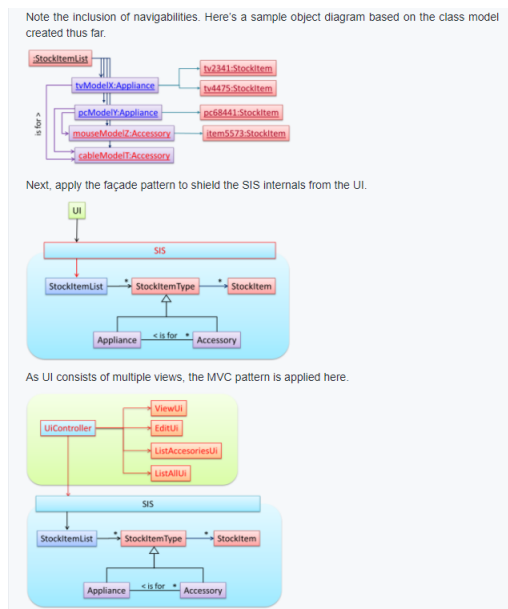 Note the inclusion of navigabilities. Here's a sample object diagram based on the class model
created thus far.
:StockItemList
tv2341:StockItem
tvModelX:Appliance
tv4475:StockItem
pcModelY:Appliance
pc68441:StockItem
is for >
mouseModelZ:Accessory
item5573:StockItem
cableModelT:Accessory
Next, apply the façade pattern to shield the SIS internals from the UI.
UI
SIS
StockItemList
*
StockItemType
*
StockItem
Appliance
< is for
*
Accessory
As UI consists of multiple views, the MVC pattern is applied here.
ViewUi
UiController
EditUi
ListAccesoriesUi
ListAllUi
SIS
StockItemList
*
StockItemType
*
StockItem
Appliance
< is for
*
Accessory